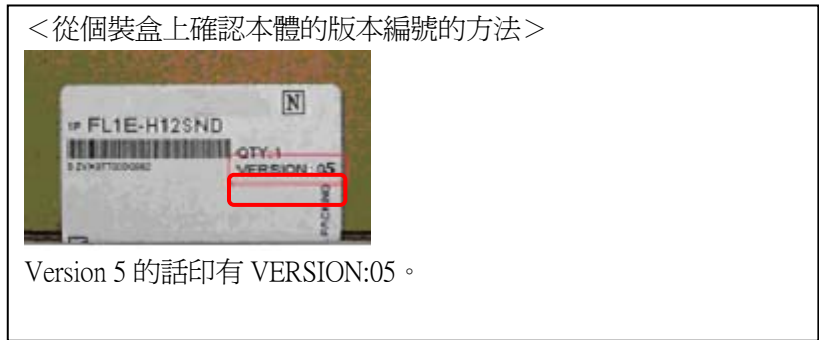 ＜從個裝盒上確認本體的版本編號的方法＞
N
1P FL1E-H12SND
QTY:1
VERSION: 05
PACKING
Version 5 的話印有 VERSION:05。